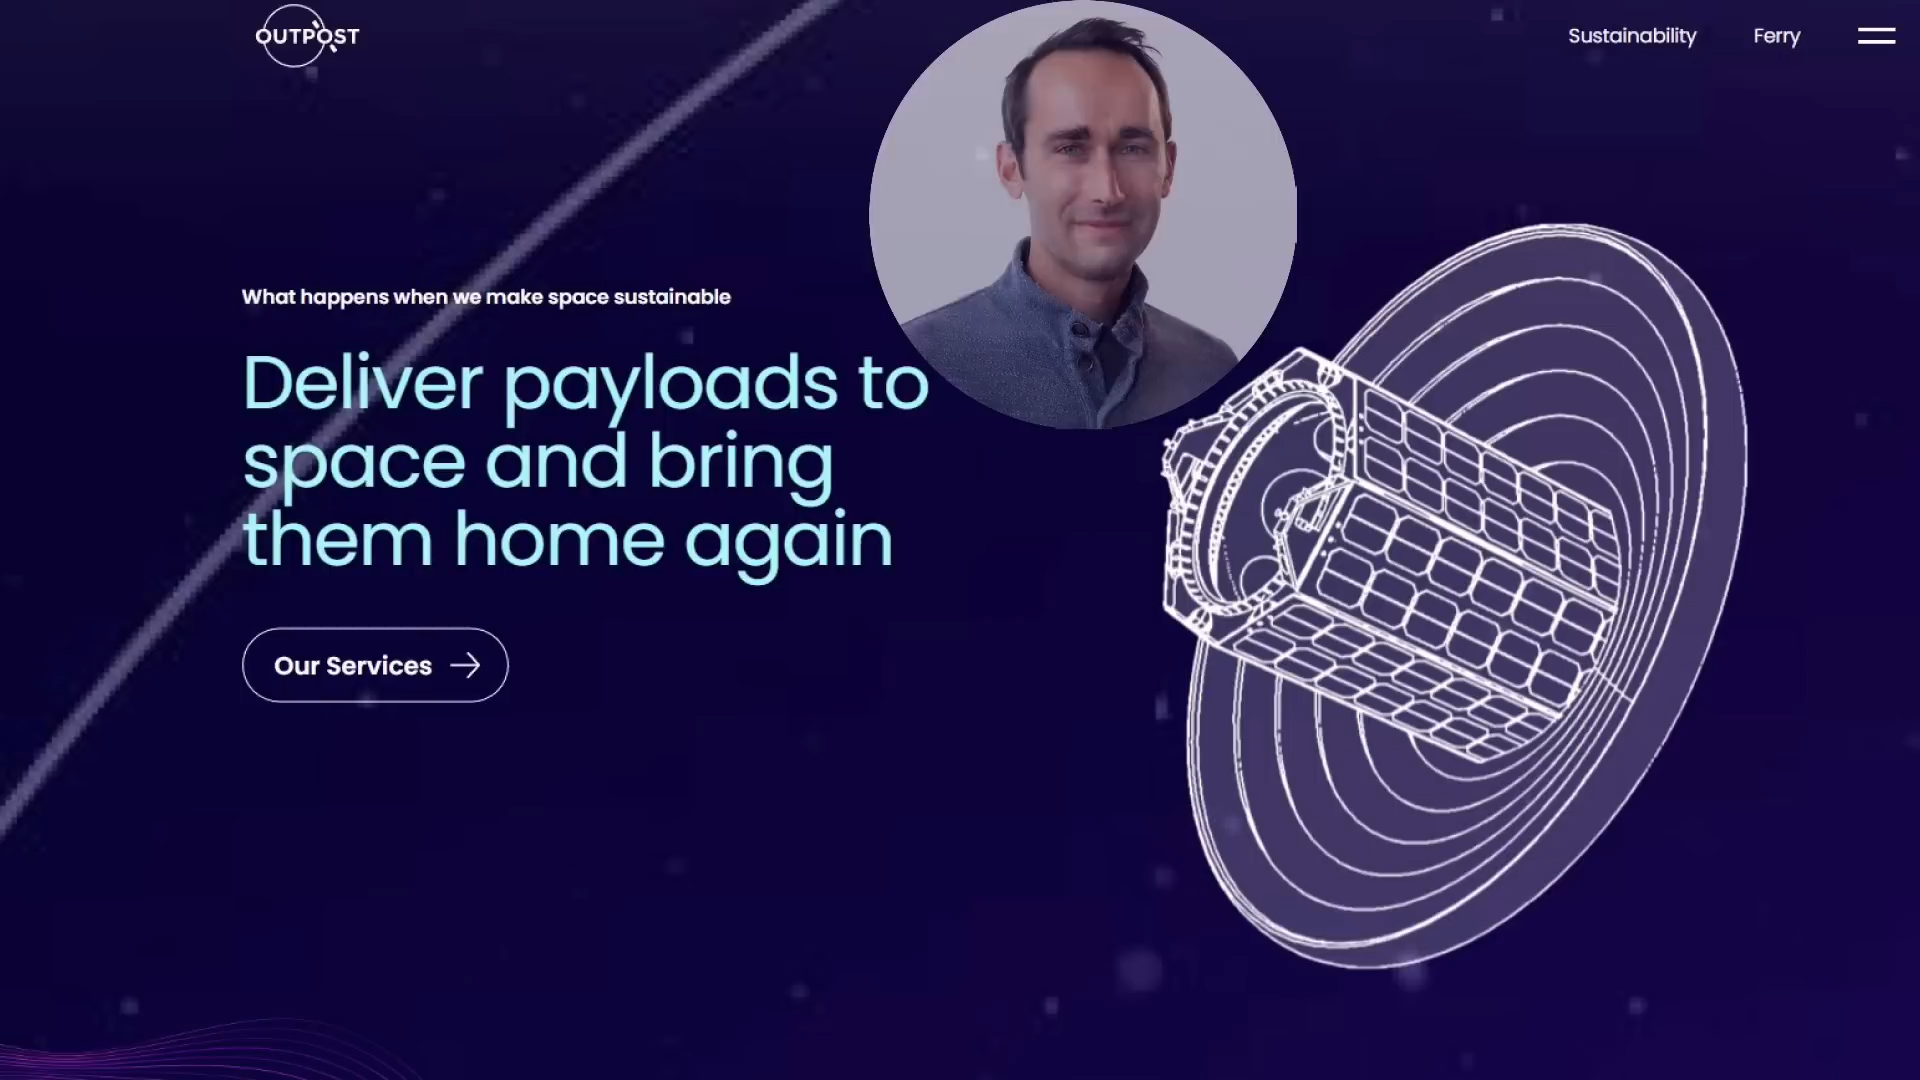 OUTPOST
Sustainability
Ferry
What happens when we make space sustainable
Deliver payloads to
space and bring
them home again
Our Services